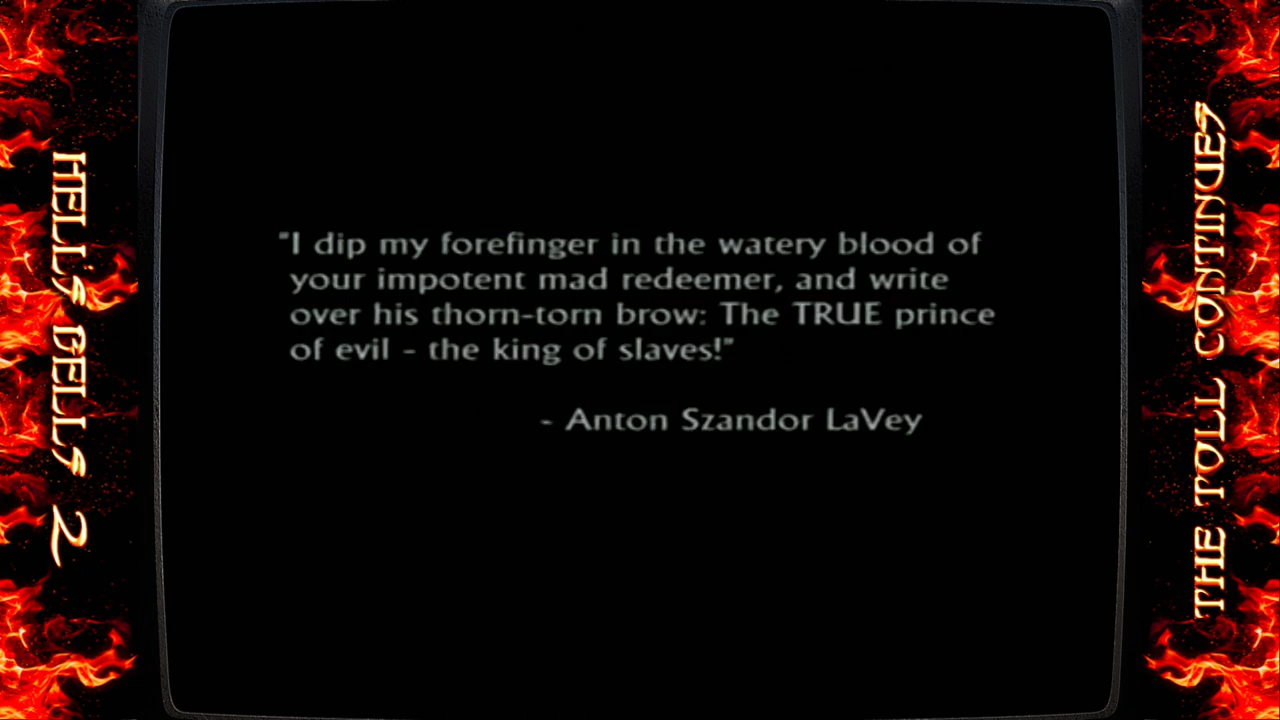 HELL'S BELLS 2
"I dip my forefinger in the watery blood of
your impotent mad redeemer, and write
over his thorn-torn brow: The TRUE prince
of evil - the king of slaves!"
- Anton Szandor LaVey
THE TOLL CONTINUES